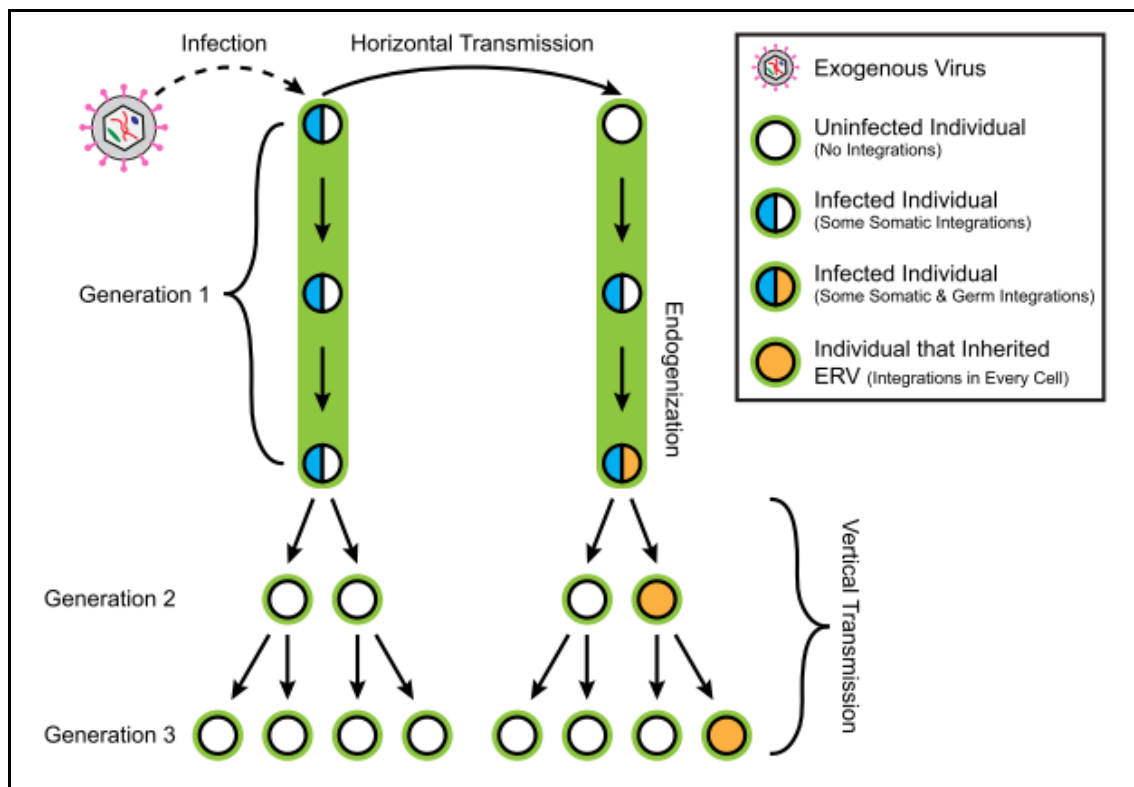 Infection
Horizontal Transmission
Generation 1
Endogenization
Generation 2
Generation 3
Vertical Transmission
Exogenous Virus
Uninfected Individual
(No Integrations)
Infected Individual
(Some Somatic Integrations)
Infected Individual
(Some Somatic & Germ Integrations)
Individual that Inherited
ERV (Integrations in Every Cell)